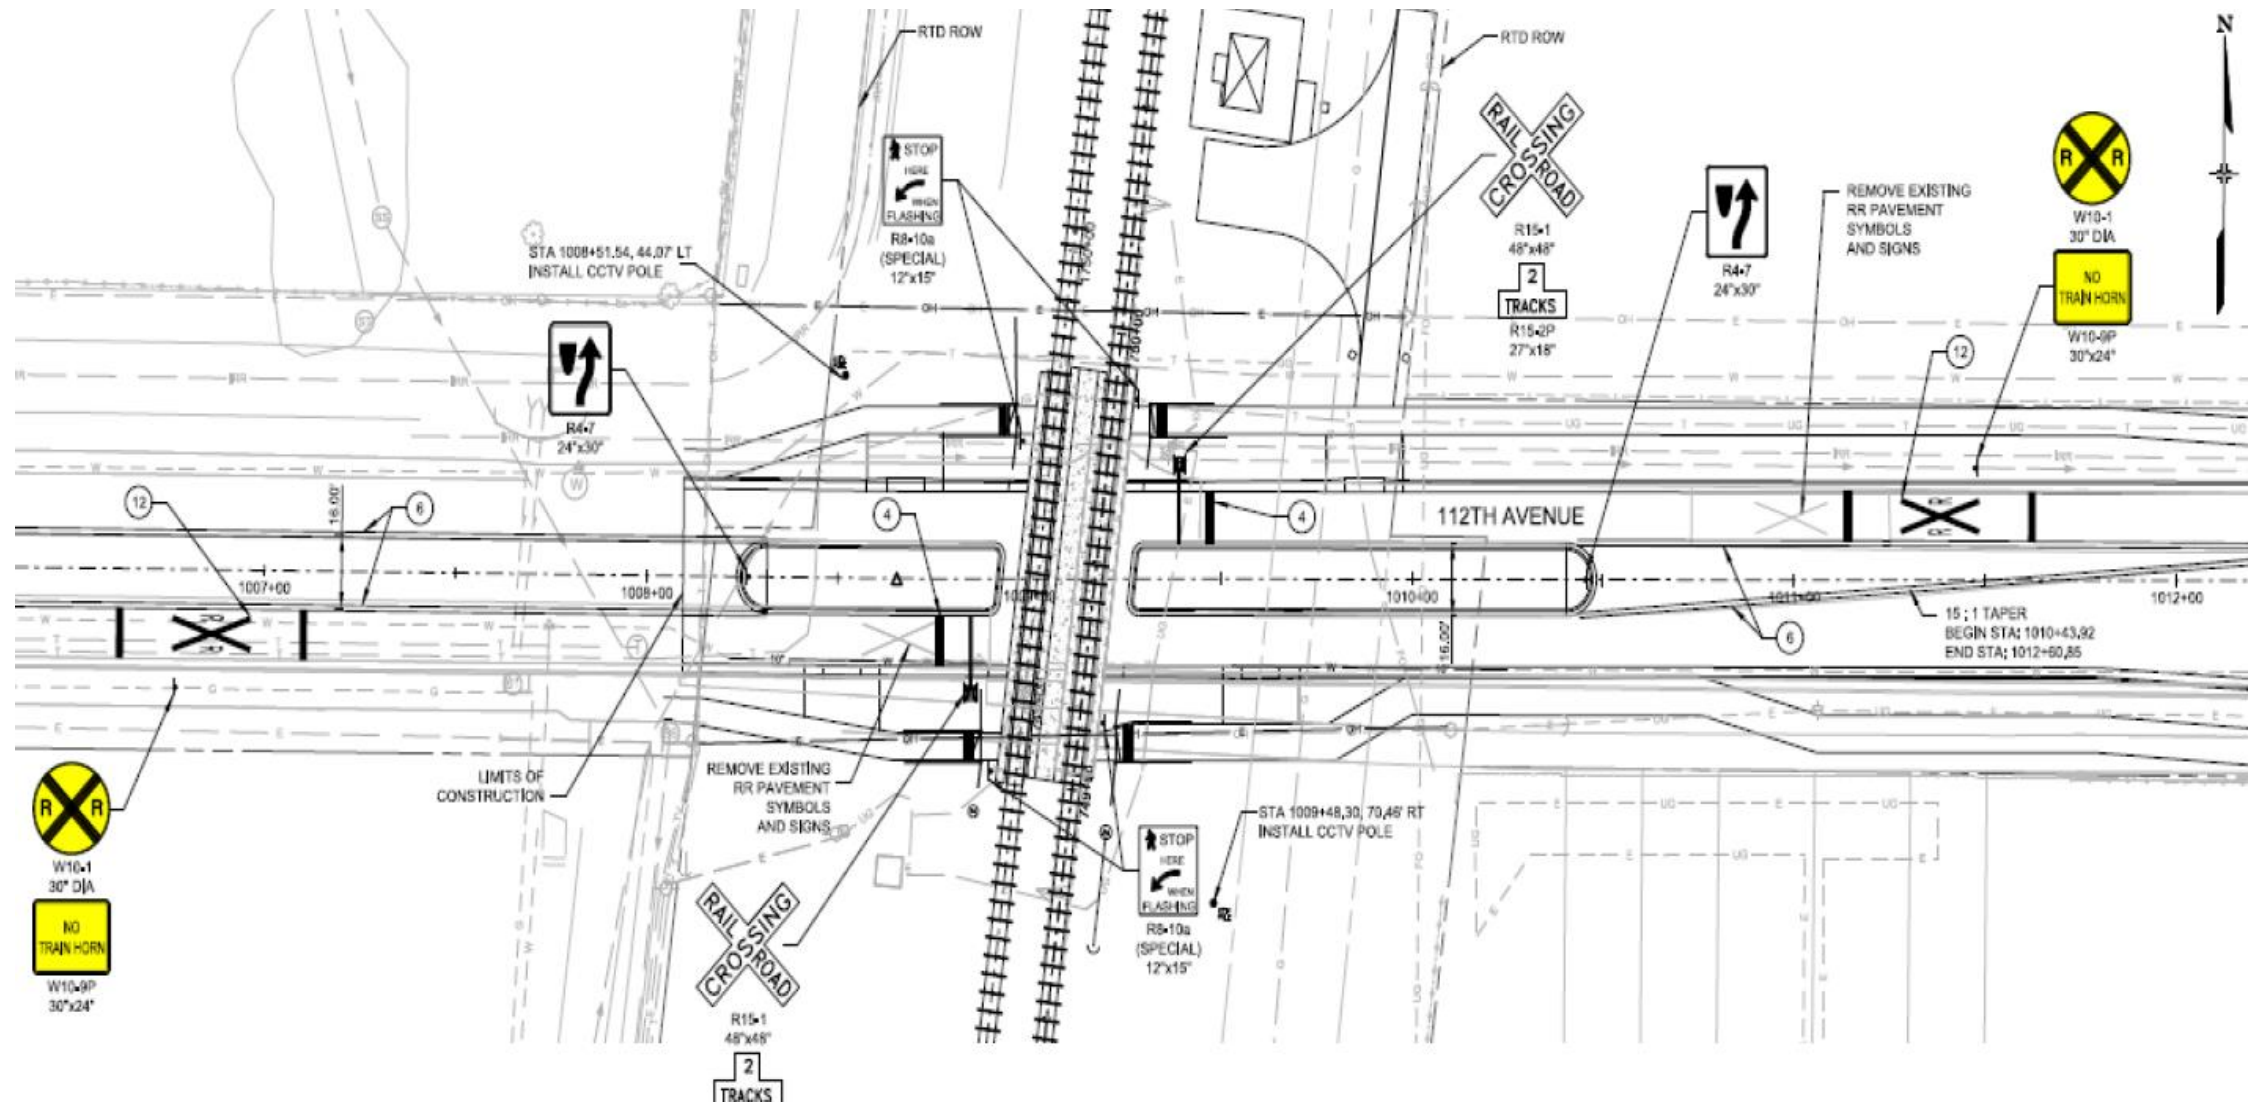 RTD ROW
RTD ROW
N
STOP
HERE
WHEN
FLASHING
R8-10a
(SPECIAL)
12"x15"
RAILROAD
CROSSING
R15-1
48"x48"
2
TRACKS
R15-2P
27"x18"
R4-7
24"x30"
REMOVE EXISTING
RR PAVEMENT
SYMBOLS
AND SIGNS
R R
W10-1
30" DIA
NO
TRAIN HORN
W10-9P
30"x24"
STA 1008+51.54, 44.07' LT
INSTALL CCTV POLE
R4-7
24"x30"
12
12
16.00'
6
4
4
112TH AVENUE
1007+00
1008+00
1010+00
1011+00
1012+00
16.00'
6
15 : 1 TAPER
BEGIN STA: 1010+43.92
END STA: 1012+60.85
LIMITS OF
CONSTRUCTION
REMOVE EXISTING
RR PAVEMENT
SYMBOLS
AND SIGNS
STA 1009+48.30, 70.46' RT
INSTALL CCTV POLE
STOP
HERE
WHEN
FLASHING
R8-10a
(SPECIAL)
12"x15"
R R
W10-1
30" DIA
NO
TRAIN HORN
W10-9P
30"x24"
RAILROAD
CROSSING
R15-1
48"x48"
2
TRACKS